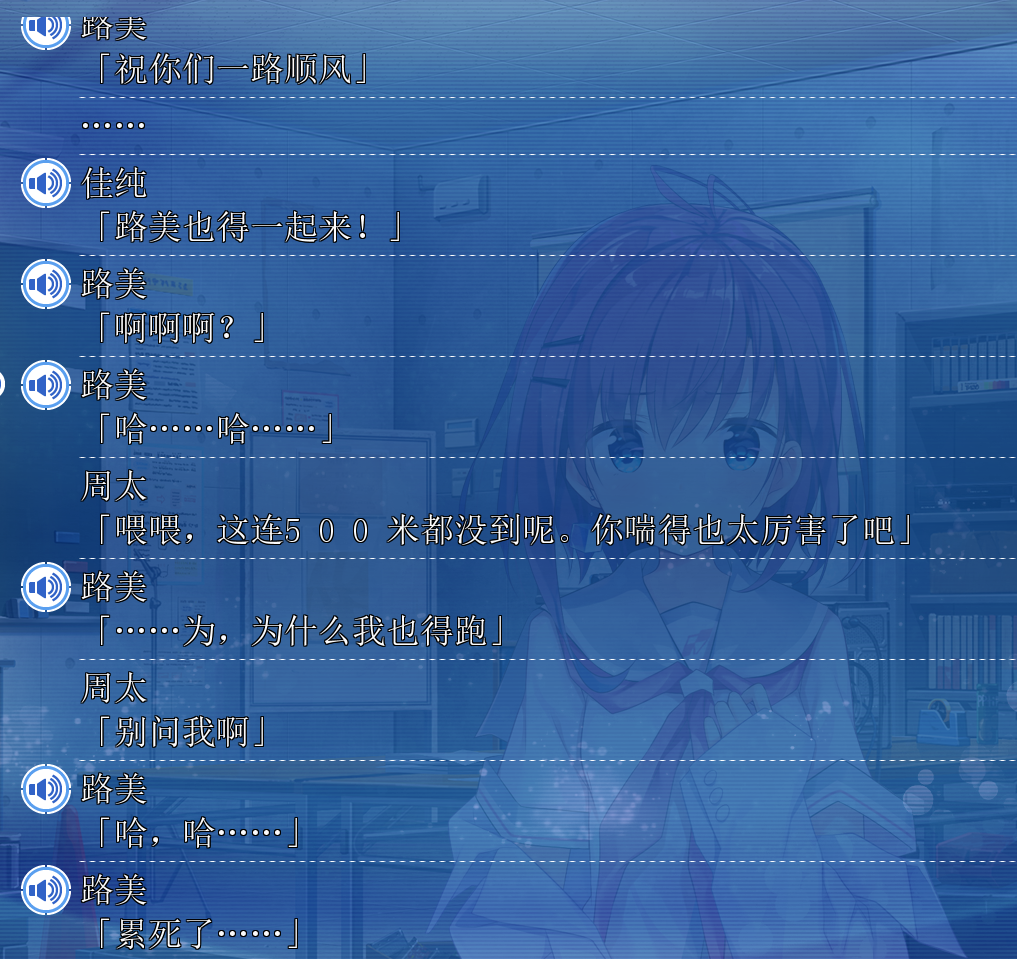 路美
「祝你们一路顺风」
……
佳纯
「路美也得一起来！」
路美
「啊啊啊？」
路美
「哈……哈……」
周太
「喂喂，这连5００米都没到呢。你喘得也太厉害了吧」
路美
「……为，为什么我也得跑」
周太
「别问我啊」
路美
「哈，哈……」
路美
「累死了……」